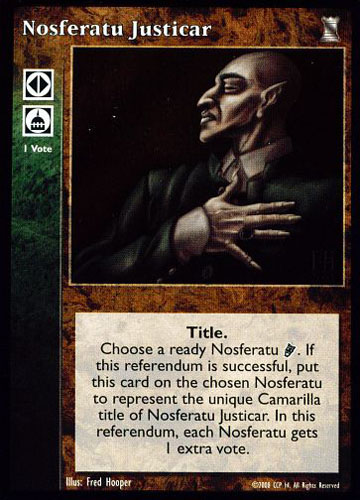 Nosferatu Justicar
1 Vote
Title.
Choose a ready Nosferatu. If
this referendum is successful, put
this card on the chosen Nosferatu
to represent the unique Camarilla
title of Nosferatu Justicar. In this
referendum, each Nosferatu gets
1 extra vote.
Illus: Fred Hooper
©2008 CCP hf. All Rights Reserved